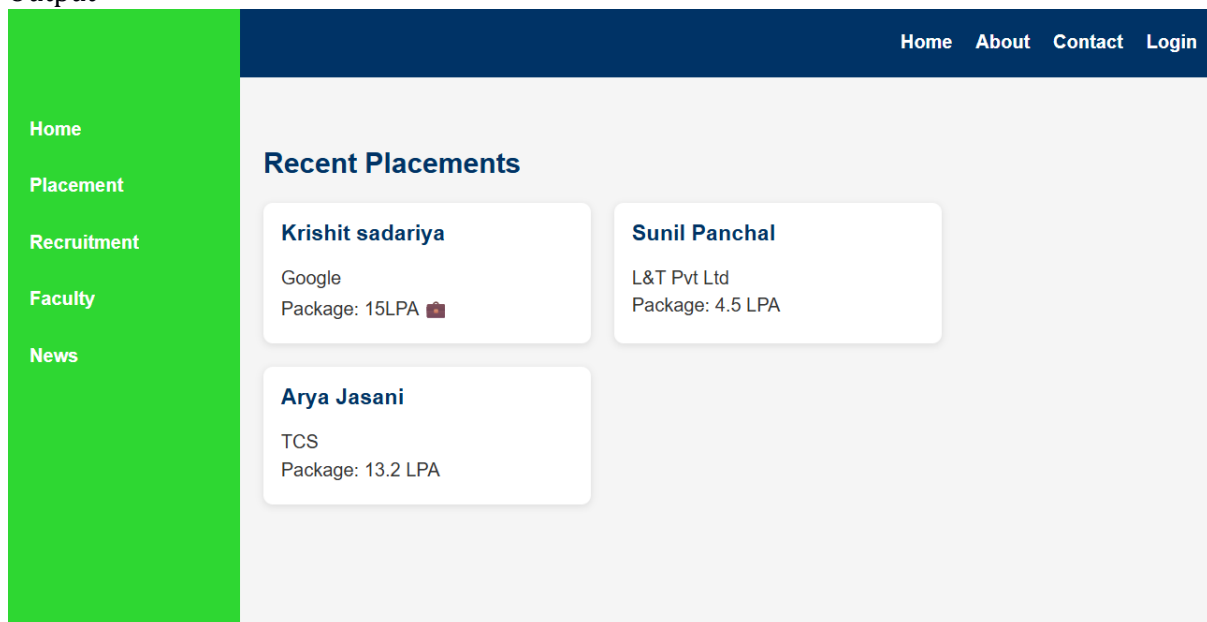 Output
Home About Contact Login
Home
Placement
Recruitment
Faculty
News
Recent Placements
Krishit sadariya
Google
Package: 15LPA 💼
Sunil Panchal
L&T Pvt Ltd
Package: 4.5 LPA
Arya Jasani
TCS
Package: 13.2 LPA